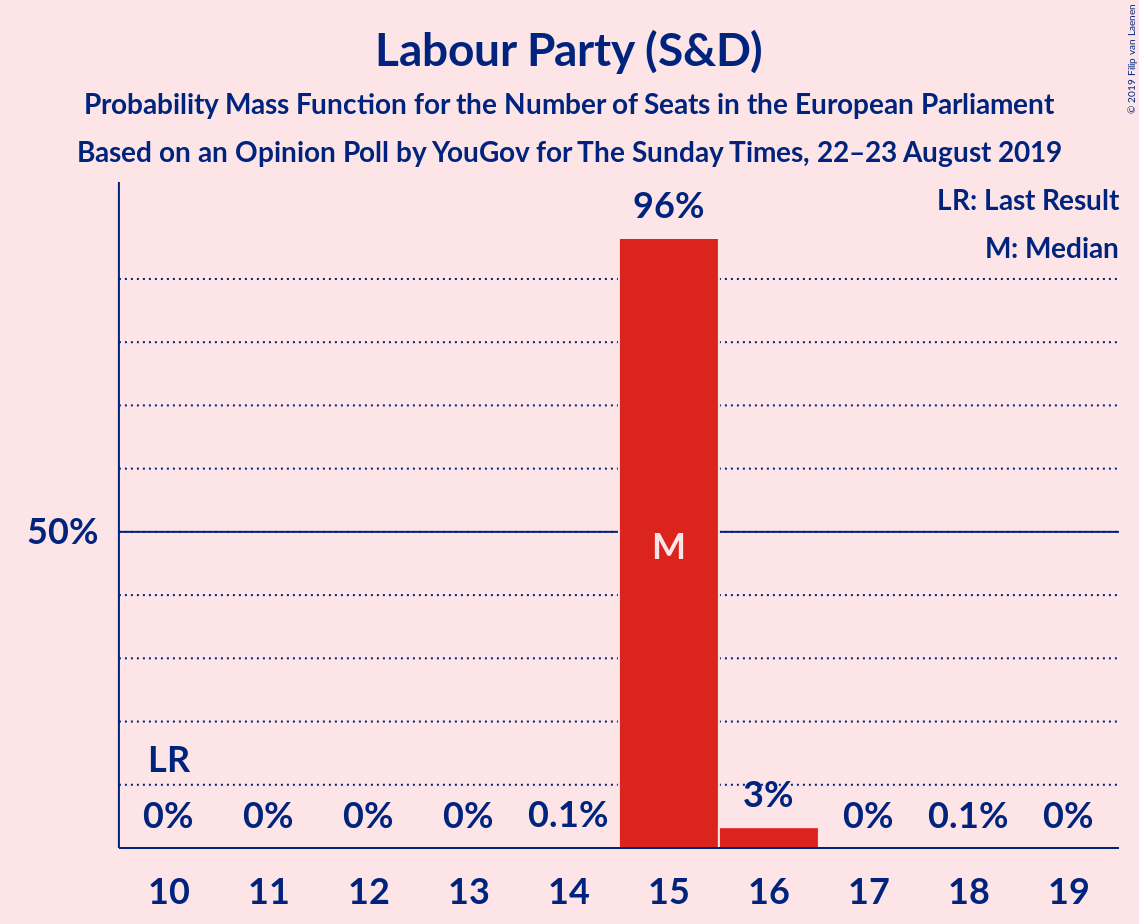 Labour Party (S&D)
Probability Mass Function for the Number of Seats in the European Parliament
Based on an Opinion Poll by YouGov for The Sunday Times, 22–23 August 2019
© 2019 Filip van Laenen
LR: Last Result
M: Median
96%
50%
M
LR
0% 0% 0% 0% 0.1% 3% 0% 0.1% 0%
10 11 12 13 14 15 16 17 18 19